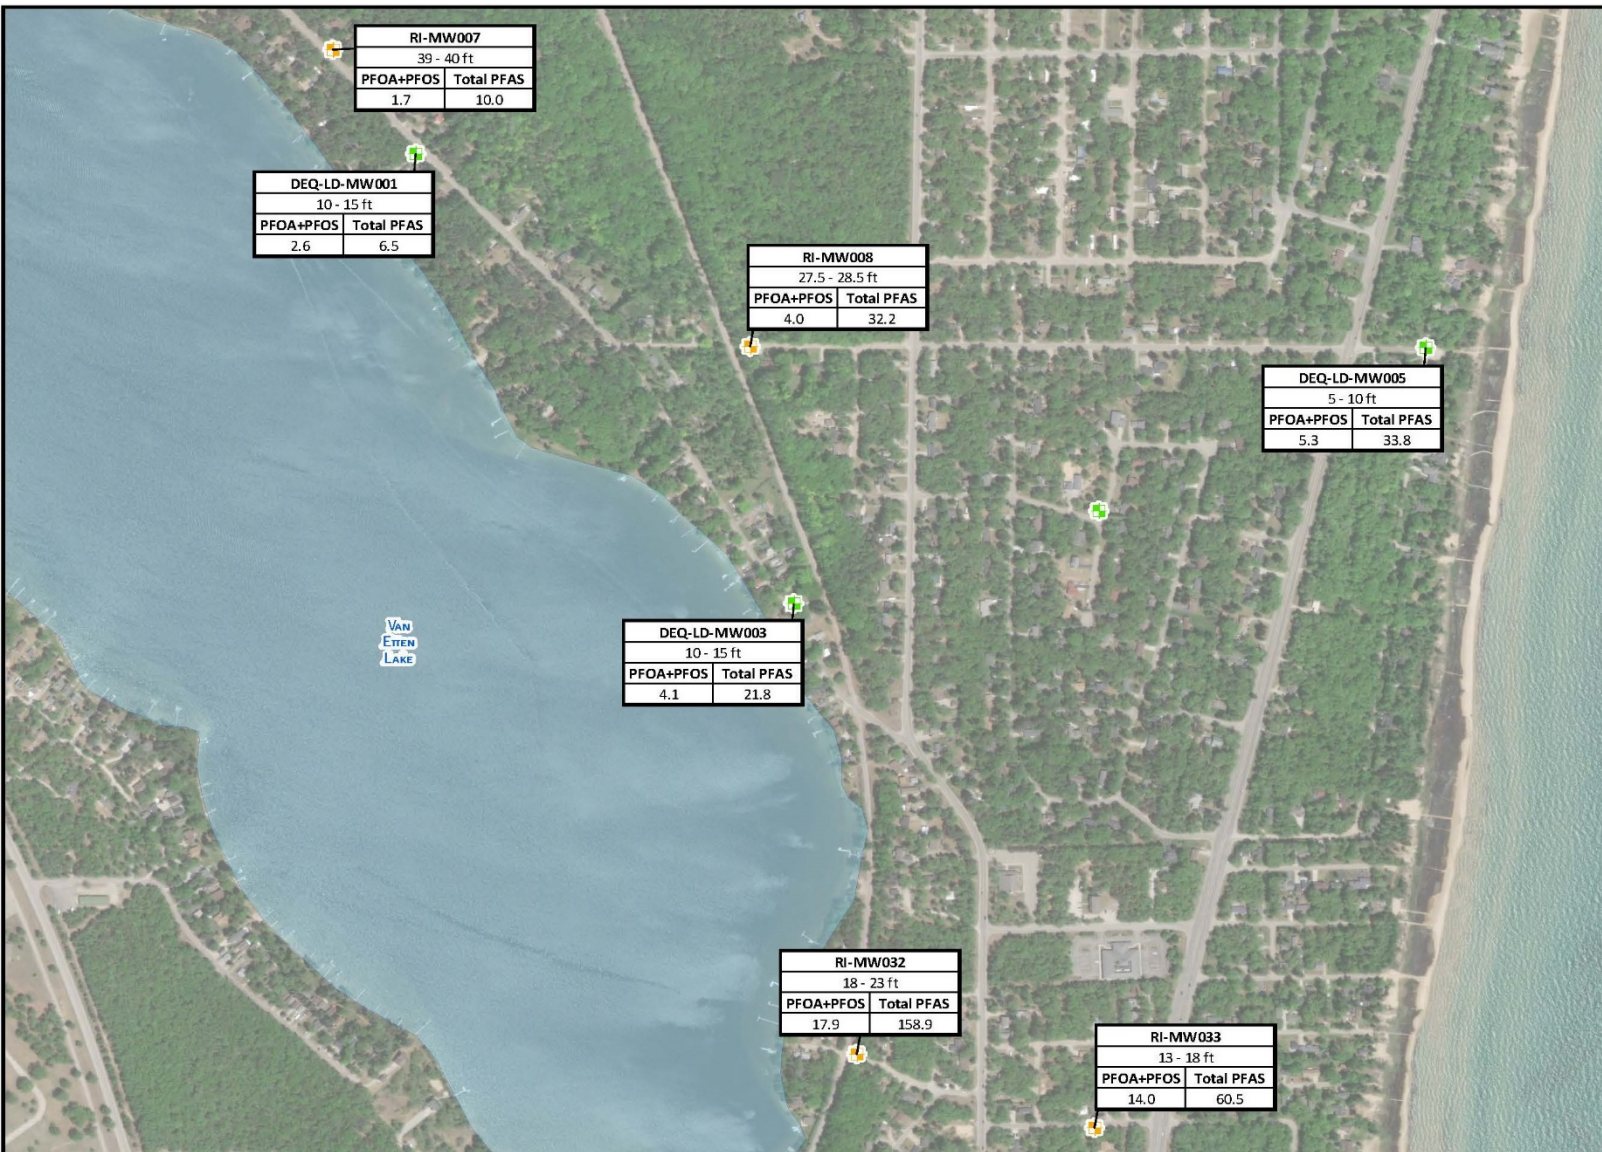 RI-MW007
39 - 40 ft
PFOA+PFOS Total PFAS
1.7 10.0
DEQ-LD-MW001
10 - 15 ft
PFOA+PFOS Total PFAS
2.6 6.5
RI-MW008
27.5 - 28.5 ft
PFOA+PFOS Total PFAS
4.0 32.2
DEQ-LD-MW005
5 - 10 ft
PFOA+PFOS Total PFAS
5.3 33.8
VAN
ETTEN
LAKE
DEQ-LD-MW003
10 - 15 ft
PFOA+PFOS Total PFAS
4.1 21.8
RI-MW032
18 - 23 ft
PFOA+PFOS Total PFAS
17.9 158.9
RI-MW033
13 - 18 ft
PFOA+PFOS Total PFAS
14.0 60.5